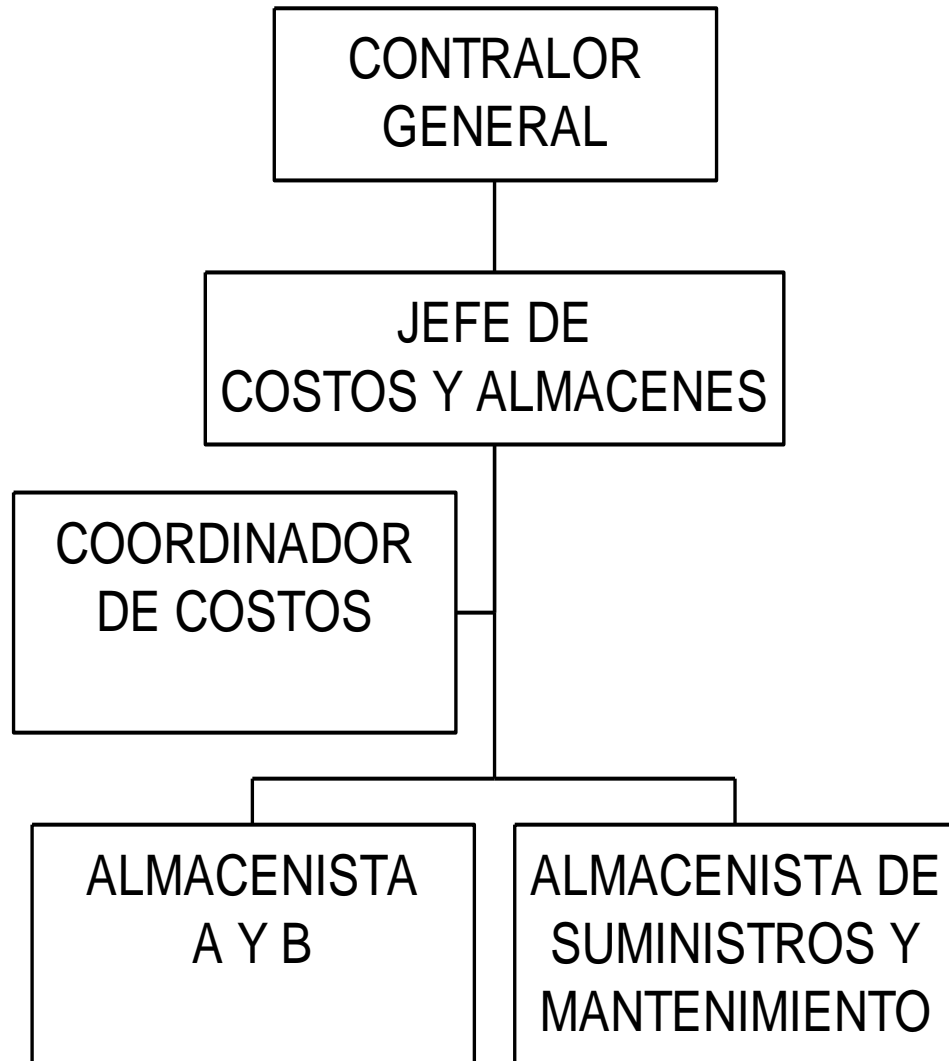 CONTRALOR
GENERAL
JEFE DE
COSTOS Y ALMACENES
COORDINADOR
DE COSTOS
ALMACENISTA
A Y B
ALMACENISTA DE
SUMINISTROS Y
MANTENIMIENTO